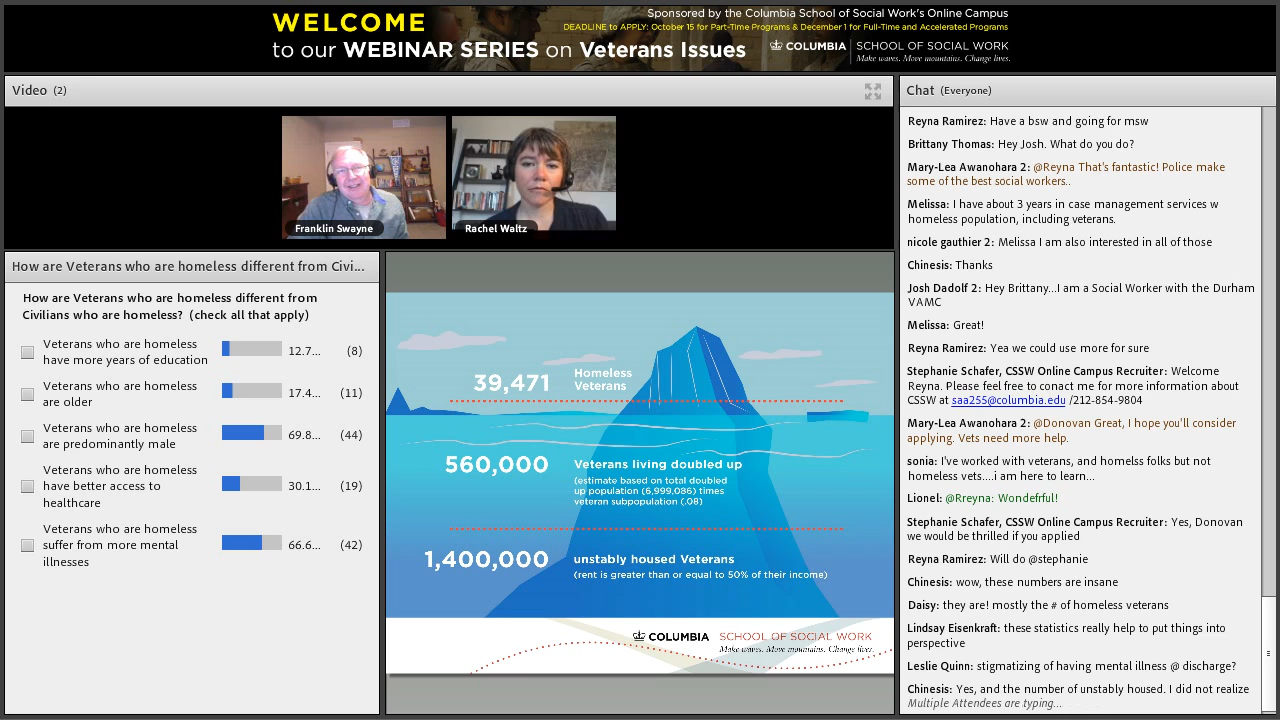 WELCOME
to our WEBINAR SERIES on Veterans Issues
Sponsored by the Columbia School of Social Work's Online Campus
DEADLINE to APPLY: October 15 for Part-Time Programs & December 1 for Full-Time and Accelerated Programs
COLUMBIA SCHOOL OF SOCIAL WORK
Make waves. Move mountains. Change lives.
Video (2)
Franklin Swayne
Rachel Waltz
How are Veterans who are homeless different from Civi...
How are Veterans who are homeless different from
Civilians who are homeless? (check all that apply)
Veterans who are homeless
have more years of education
12.7... (8)
Veterans who are homeless
are older
17.4... (11)
Veterans who are homeless
are predominantly male
69.8... (44)
Veterans who are homeless
have better access to
healthcare
30.1... (19)
Veterans who are homeless
suffer from more mental
illnesses
66.6... (42)
39,471
Homeless
Veterans
560,000
Veterans living doubled up
(estimate based on total doubled
up population (6,999,086) times
veteran subpopulation (.08)
1,400,000
unstably housed Veterans
(rent is greater than or equal to 50% of their income)
COLUMBIA SCHOOL OF SOCIAL WORK
Make waves. Move mountains. Change lives.
Chat (Everyone)
Reyna Ramirez: Have a bsw and going for msw
Brittany Thomas: Hey Josh. What do you do?
Mary-Lea Awanohara 2: @Reyna That's fantastic! Police make
some of the best social workers..
Melissa: I have about 3 years in case management services w
homeless population, including veterans.
nicole gauthier 2: Melissa I am also interested in all of those
Chinesis: Thanks
Josh Dadolf 2: Hey Brittany...I am a Social Worker with the Durham
VAMC
Melissa: Great!
Reyna Ramirez: Yea we could use more for sure
Stephanie Schafer, CSSW Online Campus Recruiter: Welcome
Reyna. Please feel free to conact me for more information about
CSSW at saa255@columbia.edu /212-854-9804
Mary-Lea Awanohara 2: @Donovan Great, I hope you'll consider
applying. Vets need more help.
sonia: I've worked with veterans, and homelss folks but not
homeless vets....i am here to learn...
Lionel: @Rreyna: Wondefrful!
Stephanie Schafer, CSSW Online Campus Recruiter: Yes, Donovan
we would be thrilled if you applied
Reyna Ramirez: Will do @stephanie
Chinesis: wow, these numbers are insane
Daisy: they are! mostly the # of homeless veterans
Lindsay Eisenkraft: these statistics really help to put things into
perspective
Leslie Quinn: stigmatizing of having mental illness @ discharge?
Chinesis: Yes, and the number of unstably housed. I did not realize
Multiple Attendees are typing...